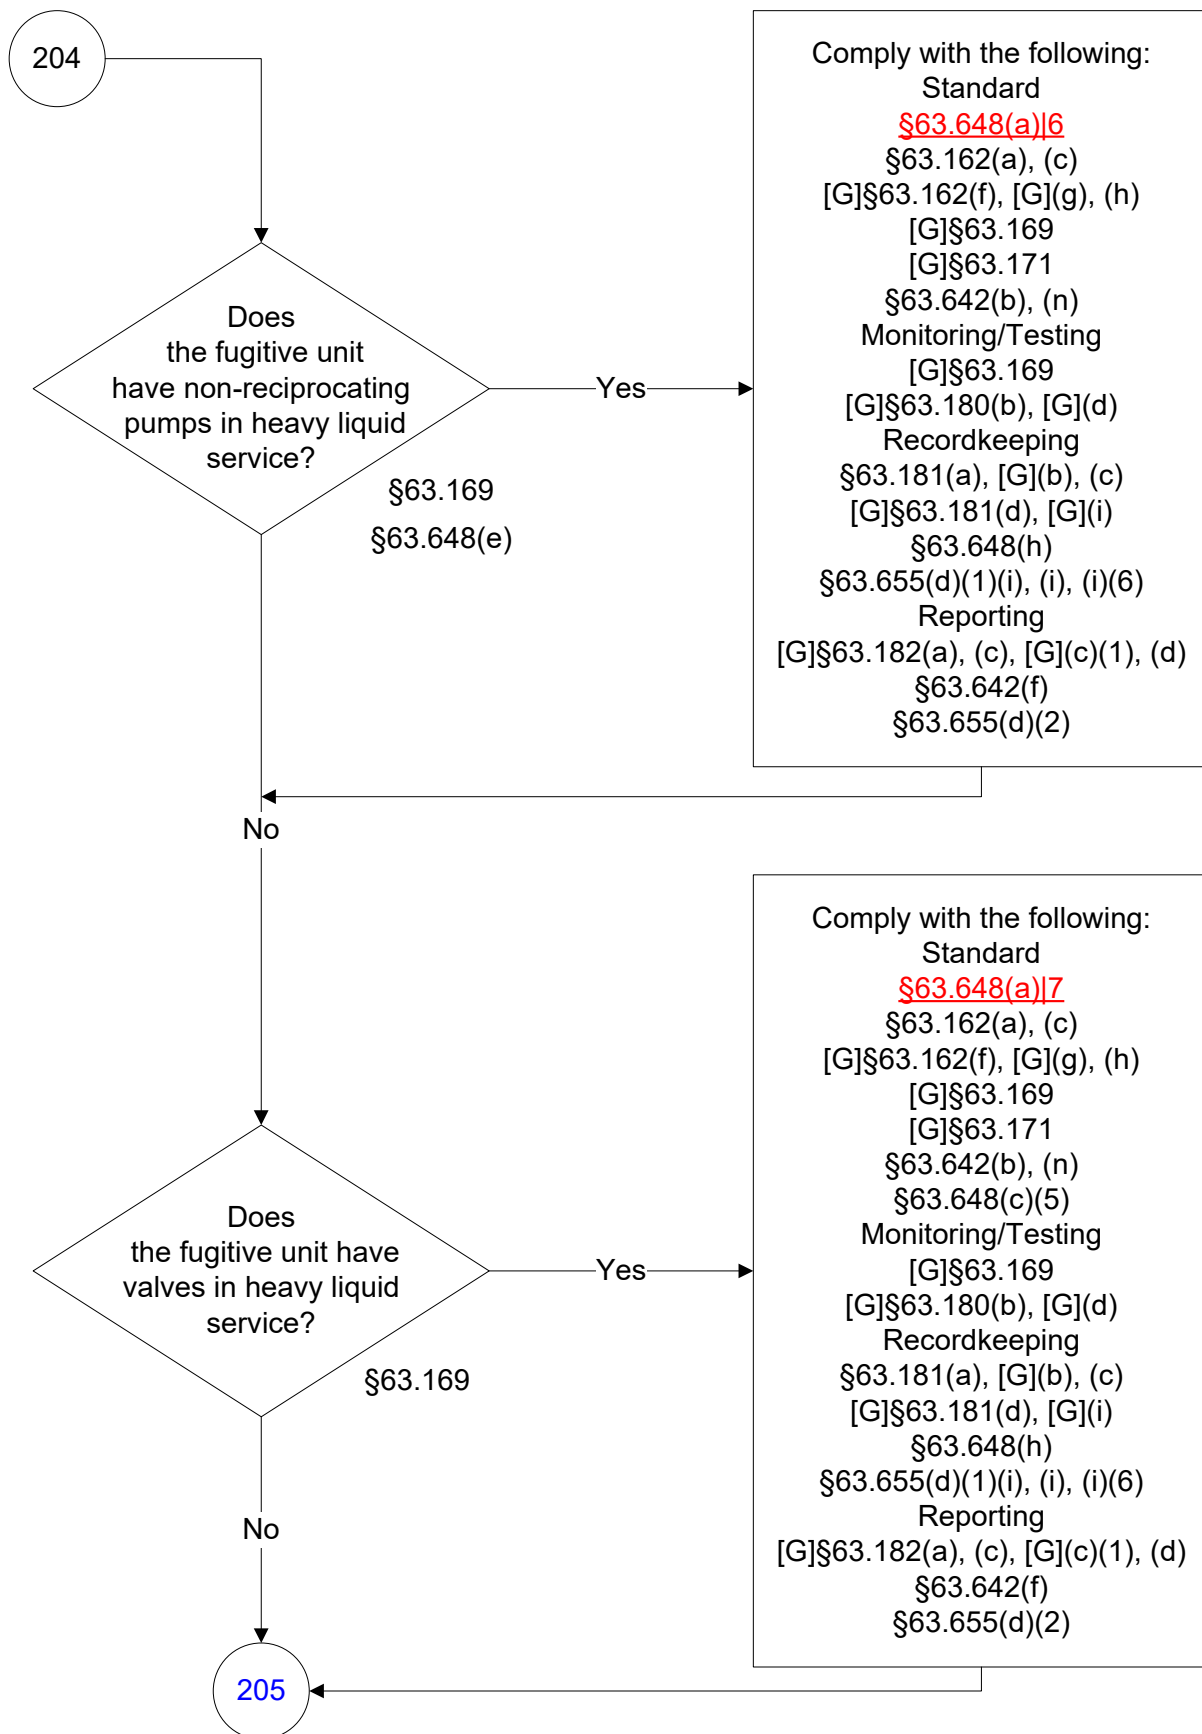 204
Does
the fugitive unit
have non-reciprocating
pumps in heavy liquid
service?
§63.169
§63.648(e)
Yes
Comply with the following:
Standard
§63.648(a)|6
§63.162(a), (c)
[G]§63.162(f), [G](g), (h)
[G]§63.169
[G]§63.171
§63.642(b), (n)
Monitoring/Testing
[G]§63.169
[G]§63.180(b), [G](d)
Recordkeeping
§63.181(a), [G](b), (c)
[G]§63.181(d), [G](i)
§63.648(h)
§63.655(d)(1)(i), (i), (i)(6)
Reporting
[G]§63.182(a), (c), [G](c)(1), (d)
§63.642(f)
§63.655(d)(2)
No
Does
the fugitive unit have
valves in heavy liquid
service?
§63.169
Yes
Comply with the following:
Standard
§63.648(a)|7
§63.162(a), (c)
[G]§63.162(f), [G](g), (h)
[G]§63.169
[G]§63.171
§63.642(b), (n)
§63.648(c)(5)
Monitoring/Testing
[G]§63.169
[G]§63.180(b), [G](d)
Recordkeeping
§63.181(a), [G](b), (c)
[G]§63.181(d), [G](i)
§63.648(h)
§63.655(d)(1)(i), (i), (i)(6)
Reporting
[G]§63.182(a), (c), [G](c)(1), (d)
§63.642(f)
§63.655(d)(2)
No
205